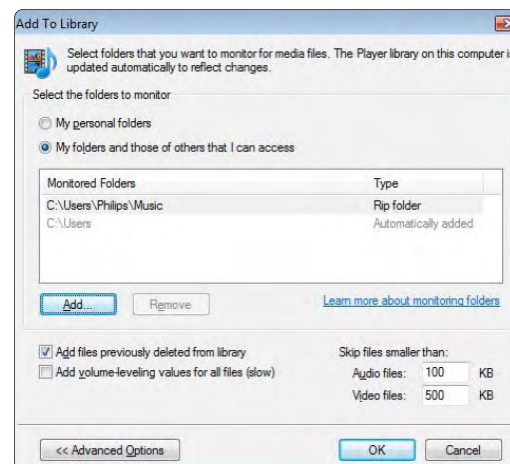 Add To Library
Select folders that you want to monitor for media files. The Player library on this computer
updated automatically to reflect changes.
Select the folders to monitor
My personal folders
My folders and those of others that I can access
Monitored Folders Type
C:\Users\Philips\Music Rip folder
C:\Users Automatically added
Add... Remove Learn more about monitoring folders
Add files previously deleted from library Skip files smaller than:
Add volume-leveling values for all files (slow) Audio files: 100 KB
Video files: 500 KB
<< Advanced Options OK Cancel